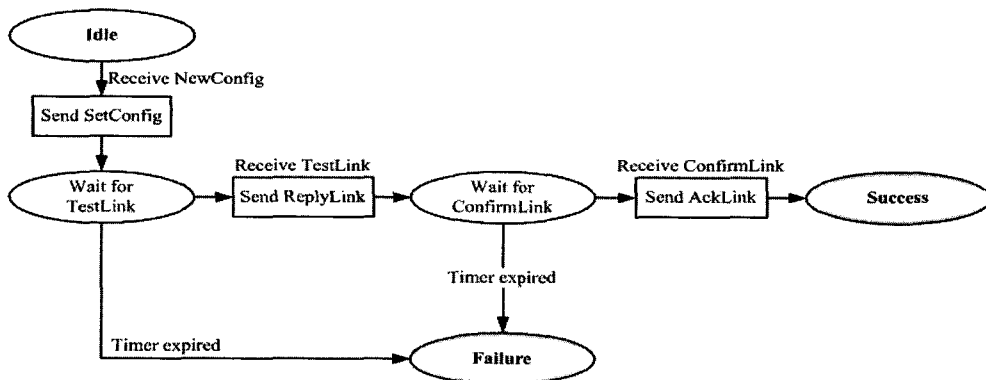 Idle
Receive NewConfig
Send SetConfig
Receive TestLink
Receive ConfirmLink
Wait for
TestLink
Send ReplyLink
Wait for
ConfirmLink
Send AckLink
Success
Timer expired
Timer expired
Failure